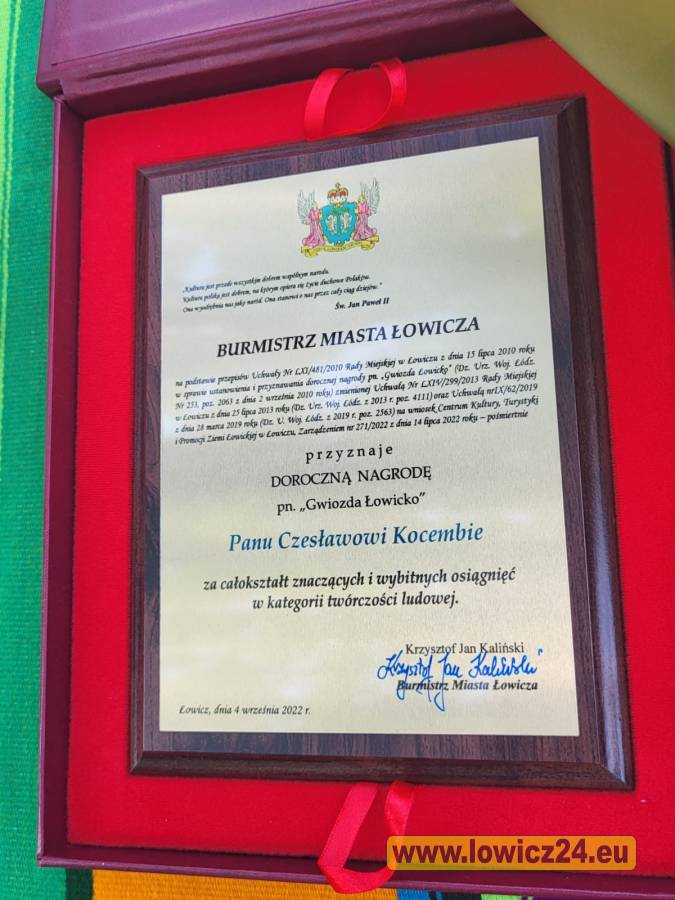 „Kultura jest przede wszystkim dobrem wspólnym narodu.
Kultura polska jest dobrem, na którym opiera się życie duchowe Polaków.
Ona wyodrębnia nas jako naród. Ona stanowi o nas przez cały ciąg dziejów."
Św. Jan Paweł II
BURMISTRZ MIASTA ŁOWICZA
na podstawie przepisów Uchwały Nr LXI/481/2010 Rady Miejskiej w Łowiczu z dnia 15 lipca 2010 roku
w sprawie ustanowienia i przyznawania dorocznej nagrody pn. „Gwiozda Łowicko" (Dz. Urz. Woj. Łódz.
Nr 253, poz. 2063 z dnia 2 września 2010 roku) zmienionej Uchwałą Nr LXIV/299/2013 Rady Miejskiej
w Łowiczu z dnia 25 lipca 2013 roku (Dz. Urz. Woj. Łódz. z 2013 r. poz. 4111) oraz Uchwałą nrIX/62/2019
z dnia 28 marca 2019 roku (Dz. U. Woj. Łódz. z 2019 r. poz. 2563) na wniosek Centrum Kultury, Turystyki
i Promocji Ziemi Łowickiej w Łowiczu, Zarządzeniem nr 271/2022 z dnia 14 lipca 2022 roku – pośmiertnie
przyznaje
DOROCZNĄ NAGRODĘ
pn. „Gwiozda Łowicko"
Panu Czesławowi Kocembie
za całokształt znaczących i wybitnych osiągnięć
w kategorii twórczości ludowej.
Krzysztof Jan Kaliński
Krzysztof Jan Kaliński
Burmistrz Miasta Łowicza
Łowicz, dnia 4 września 2022 r.
www.lowicz24.eu